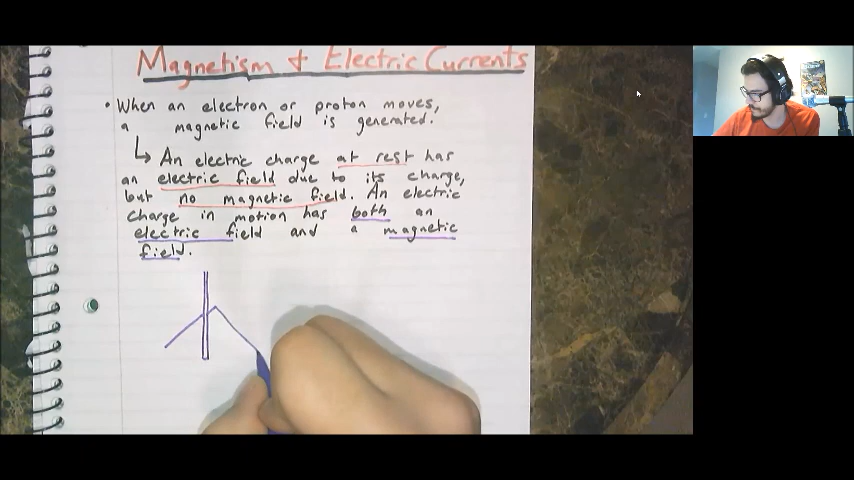 Magnetism & Electric Currents
• When an electron or proton moves,
a magnetic field is generated.
↳ An electric charge at rest has
an electric field due to its charge,
but no magnetic field. An electric
charge in motion has both an
electric field and a magnetic
field.